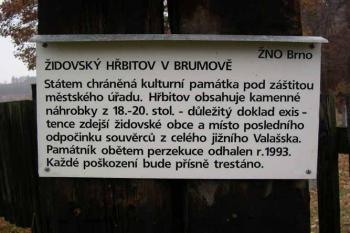 ŽNO Brno
ŽIDOVSKÝ HŘBITOV V BRUMOVĚ
Státem chráněná kulturní památka pod záštitou
městského úřadu. Hřbitov obsahuje kamenné
náhrobky z 18.-20. stol. - důležitý doklad exis -
tence zdejší židovské obce a místo posledního
odpočinku souvěrců z celého jižního Valašska.
Památník obětem perzekuce odhalen r.1993.
Každé poškození bude přísně trestáno.